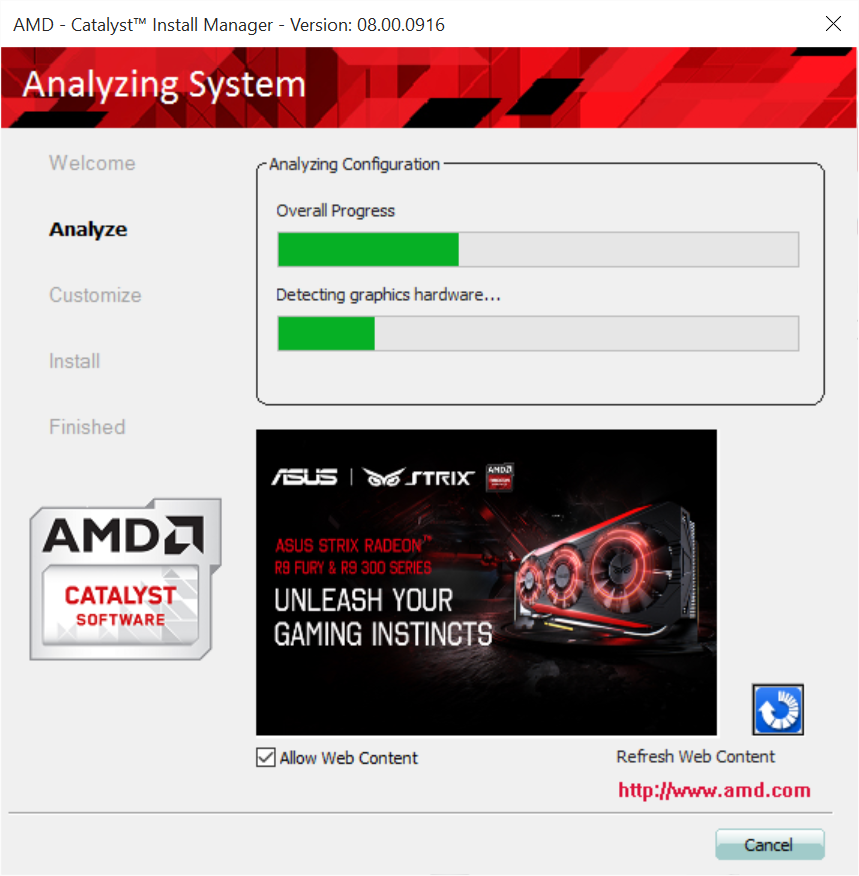 AMD - Catalyst™ Install Manager - Version: 08.00.0916
Analyzing System
Welcome
Analyze
Customize
Install
Finished
Analyzing Configuration
Overall Progress
Detecting graphics hardware...
AMD
CATALYST
SOFTWARE
ASUS | STRIX AMD
ASUS STRIX RADEON™
R9 FURY & R9 300 SERIES
UNLEASH YOUR
GAMING INSTINCTS
Allow Web Content
Refresh Web Content
http://www.amd.com
Cancel